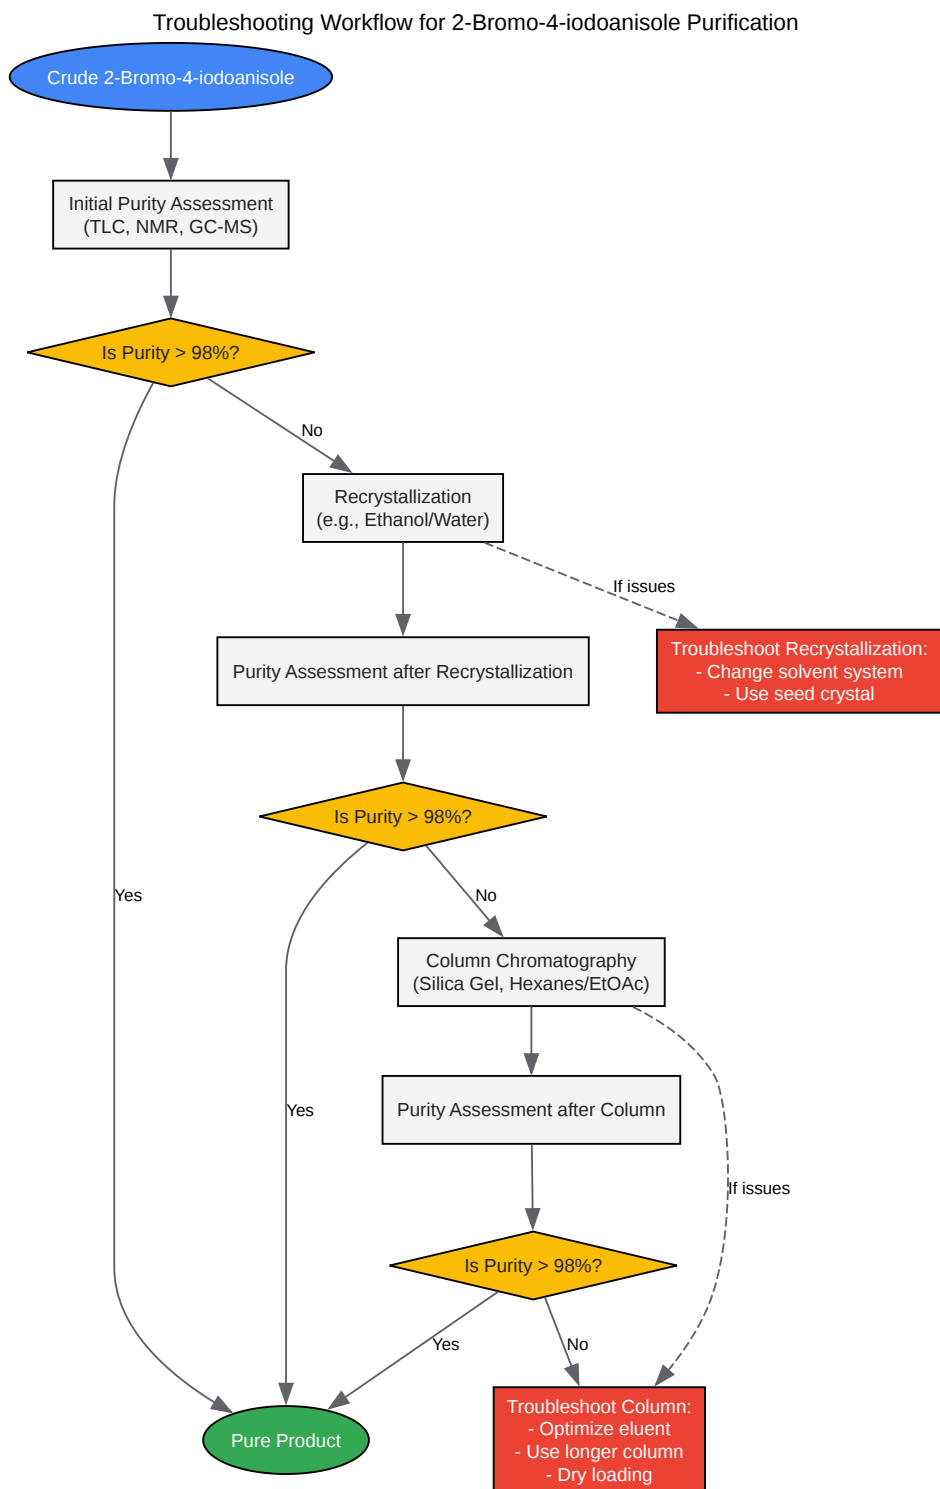 Troubleshooting Workflow for 2-Bromo-4-iodoanisole Purification
Crude 2-Bromo-4-iodoanisole
Initial Purity Assessment
(TLC, NMR, GC-MS)
Is Purity > 98%?
No
Recrystallization
(e.g., Ethanol/Water)
If issues
Troubleshoot Recrystallization:
- Change solvent system
- Use seed crystal
Purity Assessment after Recrystallization
Is Purity > 98%?
Yes
No
Column Chromatography
(Silica Gel, Hexanes/EtOAc)
Purity Assessment after Column
Yes
If issues
Is Purity > 98%?
Yes
No
Pure Product
Troubleshoot Column:
- Optimize eluent
- Use longer column
- Dry loading